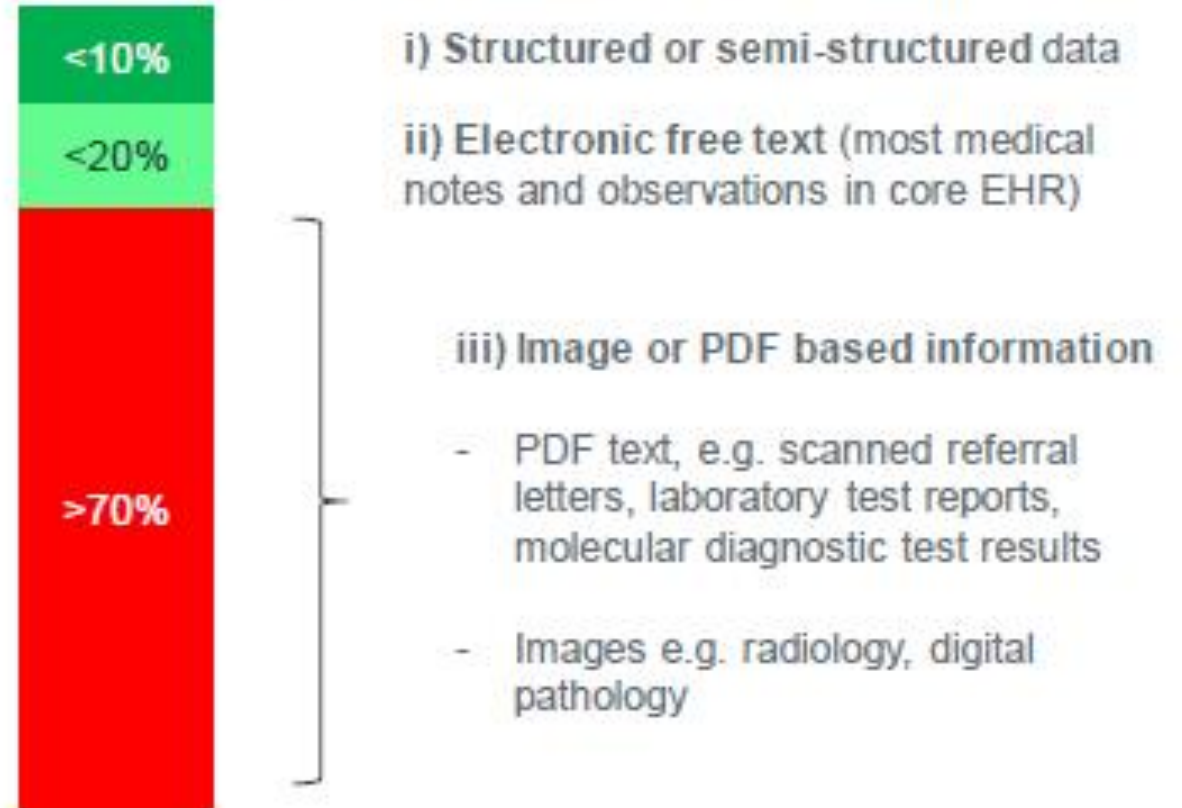 <10%
i) Structured or semi-structured data
<20%
ii) Electronic free text (most medical
notes and observations in core EHR)
>70%
iii) Image or PDF based information
- PDF text, e.g. scanned referral
letters, laboratory test reports,
molecular diagnostic test results
- Images e.g. radiology, digital
pathology